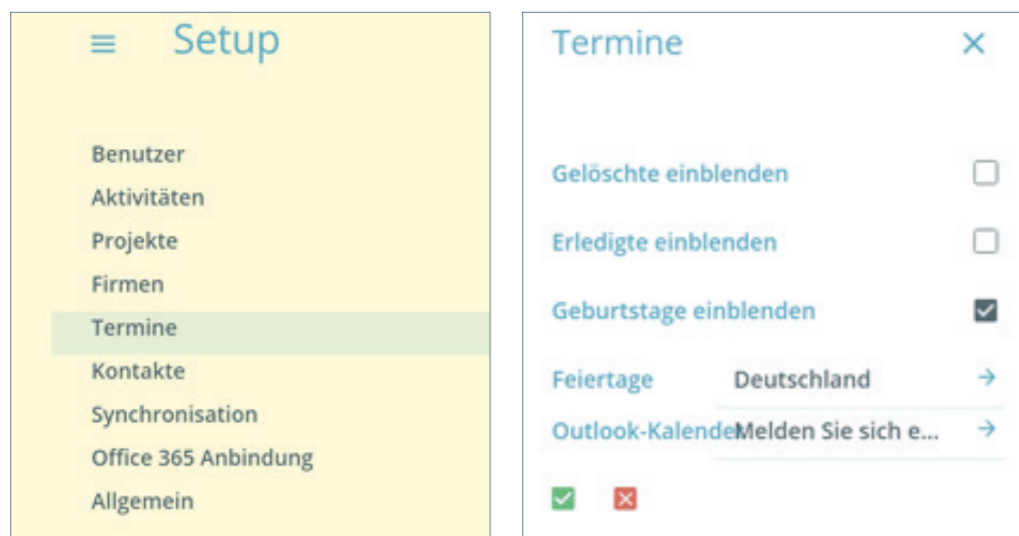 Setup
Benutzer
Aktivitäten
Projekte
Firmen
Termine
Kontakte
Synchronisation
Office 365 Anbindung
Allgemein
Termine
Gelöschte einblenden
Erledigte einblenden
Geburtstage einblenden
Feiertage Deutschland
Outlook-Kalender Melden Sie sich e...